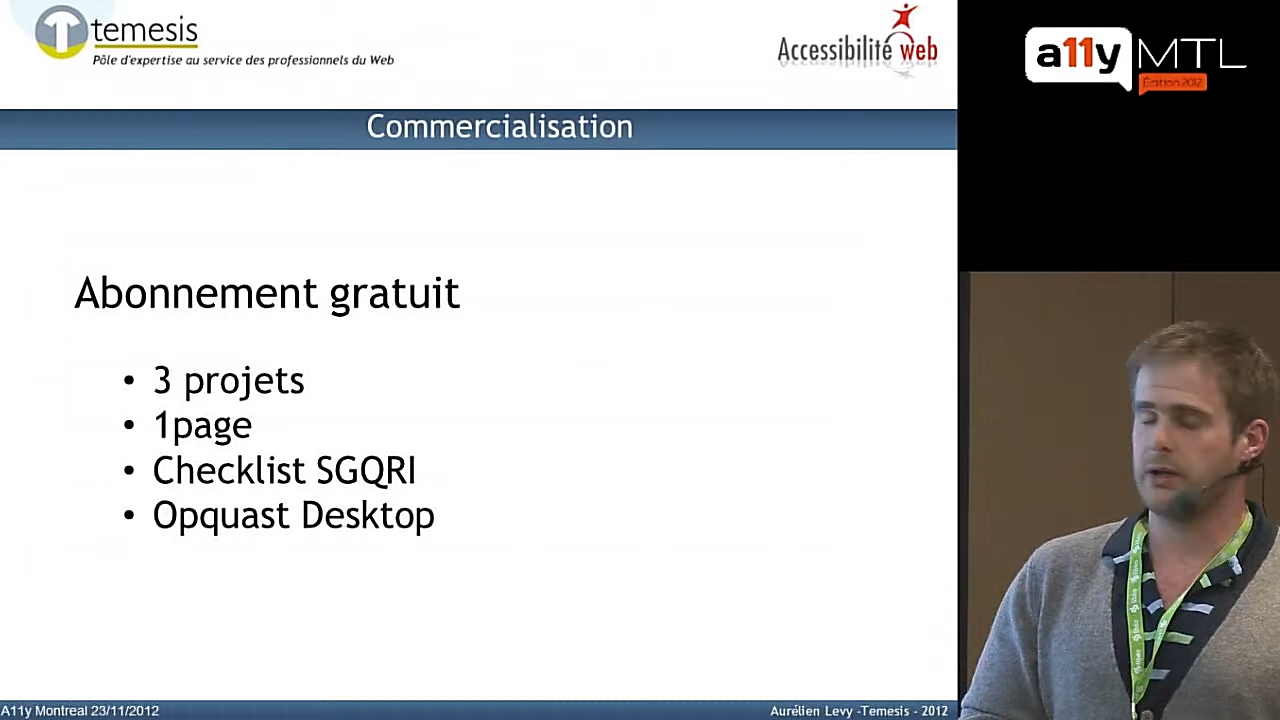 temesis
Pôle d'expertise au service des professionnels du Web
Accessibilité web
a11y MTL
Édition 2012
Commercialisation
Abonnement gratuit
• 3 projets
• 1page
• Checklist SGQRI
• Opquast Desktop
A11y Montreal 23/11/2012
Aurélien Levy -Temesis - 2012